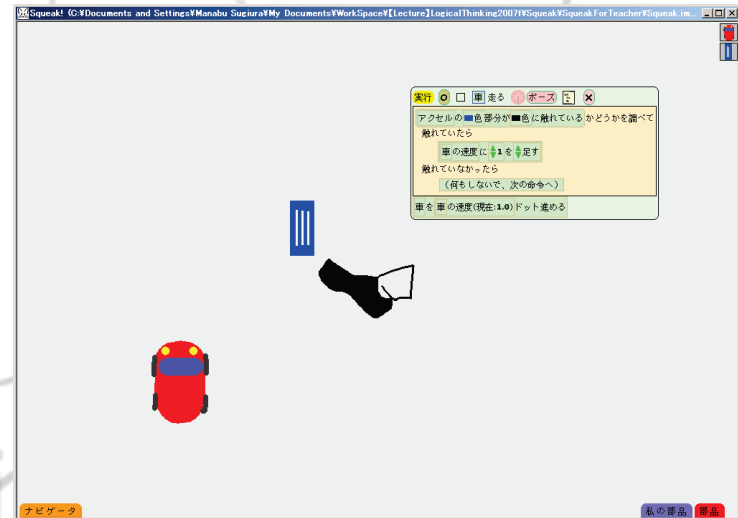 Squeak! (C:¥Documents and Settings¥Manabu Sugiura¥My Documents¥WorkSpace¥【Lecture】LogicalThinking2007f¥Squeak¥SqueakForTeacher¥Squeak.im...
実行 車 走る ポーズ
アクセルの 色部分が 色に触れている かどうかを調べて
触れていたら
車の速度に 1 を 足す
触れていなかったら
(何もしないで、次の命令へ)
車を 車の速度(現在:1.0)ドット進める
ナビゲータ
私の部品 部品